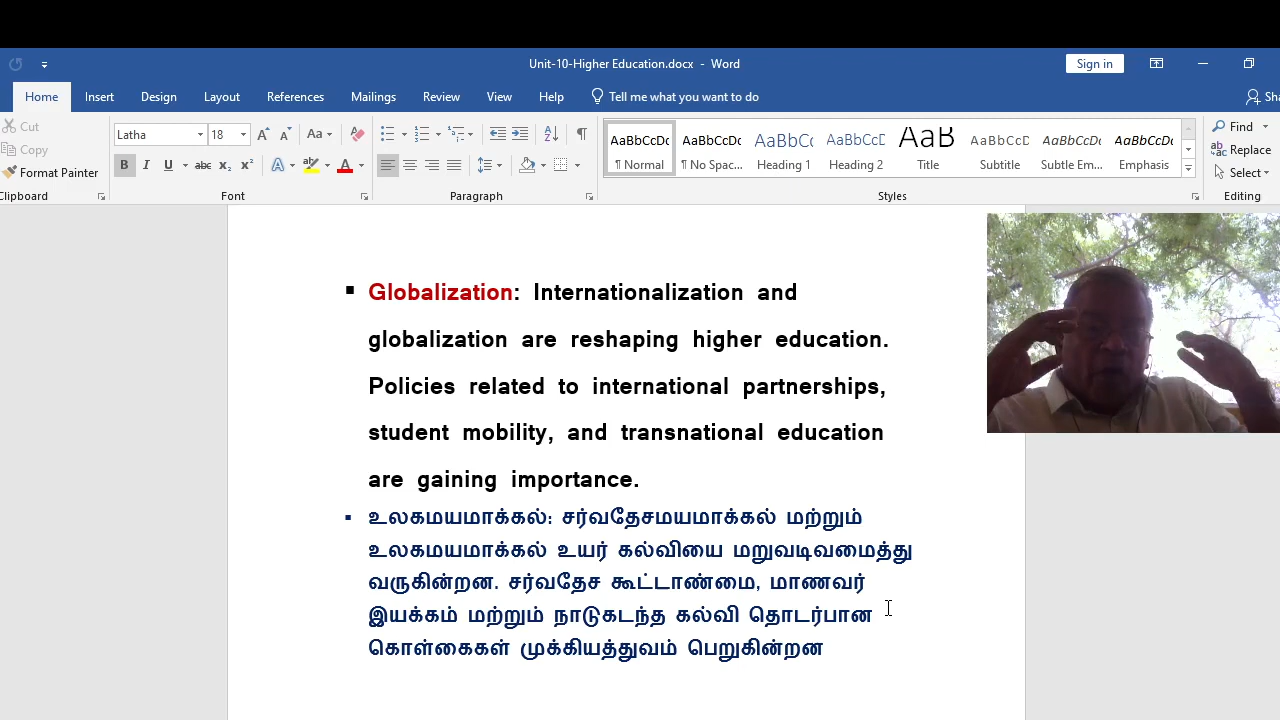 Unit-10-Higher Education.docx - Word
Sign in
Home Insert Design Layout References Mailings Review View Help Tell me what you want to do
Cut
Copy
Format Painter
Latha 18
Aa
AaBbCcDc AaBbCcDc AaBbC AaBbCcD AaB AaBbCcD AaBbCcDc AaBbCcDc
¶ Normal ¶ No Spac... Heading 1 Heading 2 Title Subtitle Subtle Em... Emphasis
Find
Replace
Select
Clipboard Font Paragraph Styles Editing
▪ Globalization: Internationalization and
globalization are reshaping higher education.
Policies related to international partnerships,
student mobility, and transnational education
are gaining importance.
▪ உலகமயமாக்கல்: சர்வதேசமயமாக்கல் மற்றும்
உலகமயமாக்கல் உயர் கல்வியை மறுவடிவமைத்து
வருகின்றன. சர்வதேச கூட்டாண்மை, மாணவர்
இயக்கம் மற்றும் நாடுகடந்த கல்வி தொடர்பான
கொள்கைகள் முக்கியத்துவம் பெறுகின்றன